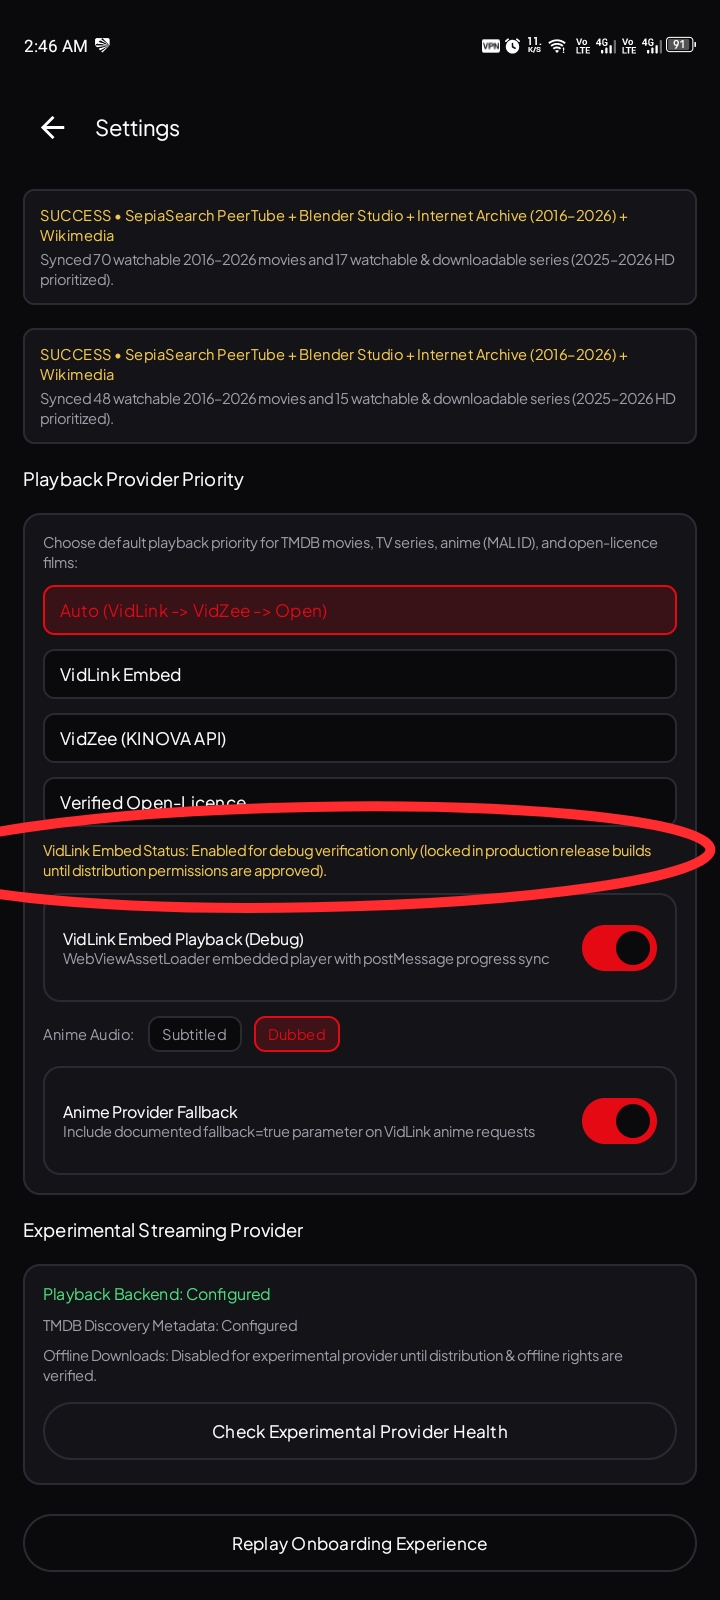 2:46 AM
VPN 11. K/S Vo LTE 4G Vo LTE 4G 91
Settings
SUCCESS • SepiaSearch PeerTube + Blender Studio + Internet Archive (2016–2026) +
Wikimedia
Synced 70 watchable 2016–2026 movies and 17 watchable & downloadable series (2025–2026 HD
prioritized).
SUCCESS • SepiaSearch PeerTube + Blender Studio + Internet Archive (2016–2026) +
Wikimedia
Synced 48 watchable 2016–2026 movies and 15 watchable & downloadable series (2025–2026 HD
prioritized).
Playback Provider Priority
Choose default playback priority for TMDB movies, TV series, anime (MAL ID), and open-licence
films:
Auto (VidLink -> VidZee -> Open)
VidLink Embed
VidZee (KINOVA API)
Verified Open-Licence
VidLink Embed Status: Enabled for debug verification only (locked in production release builds
until distribution permissions are approved).
VidLink Embed Playback (Debug)
WebViewAssetLoader embedded player with postMessage progress sync
Anime Audio: Subtitled Dubbed
Anime Provider Fallback
Include documented fallback=true parameter on VidLink anime requests
Experimental Streaming Provider
Playback Backend: Configured
TMDB Discovery Metadata: Configured
Offline Downloads: Disabled for experimental provider until distribution & offline rights are
verified.
Check Experimental Provider Health
Replay Onboarding Experience